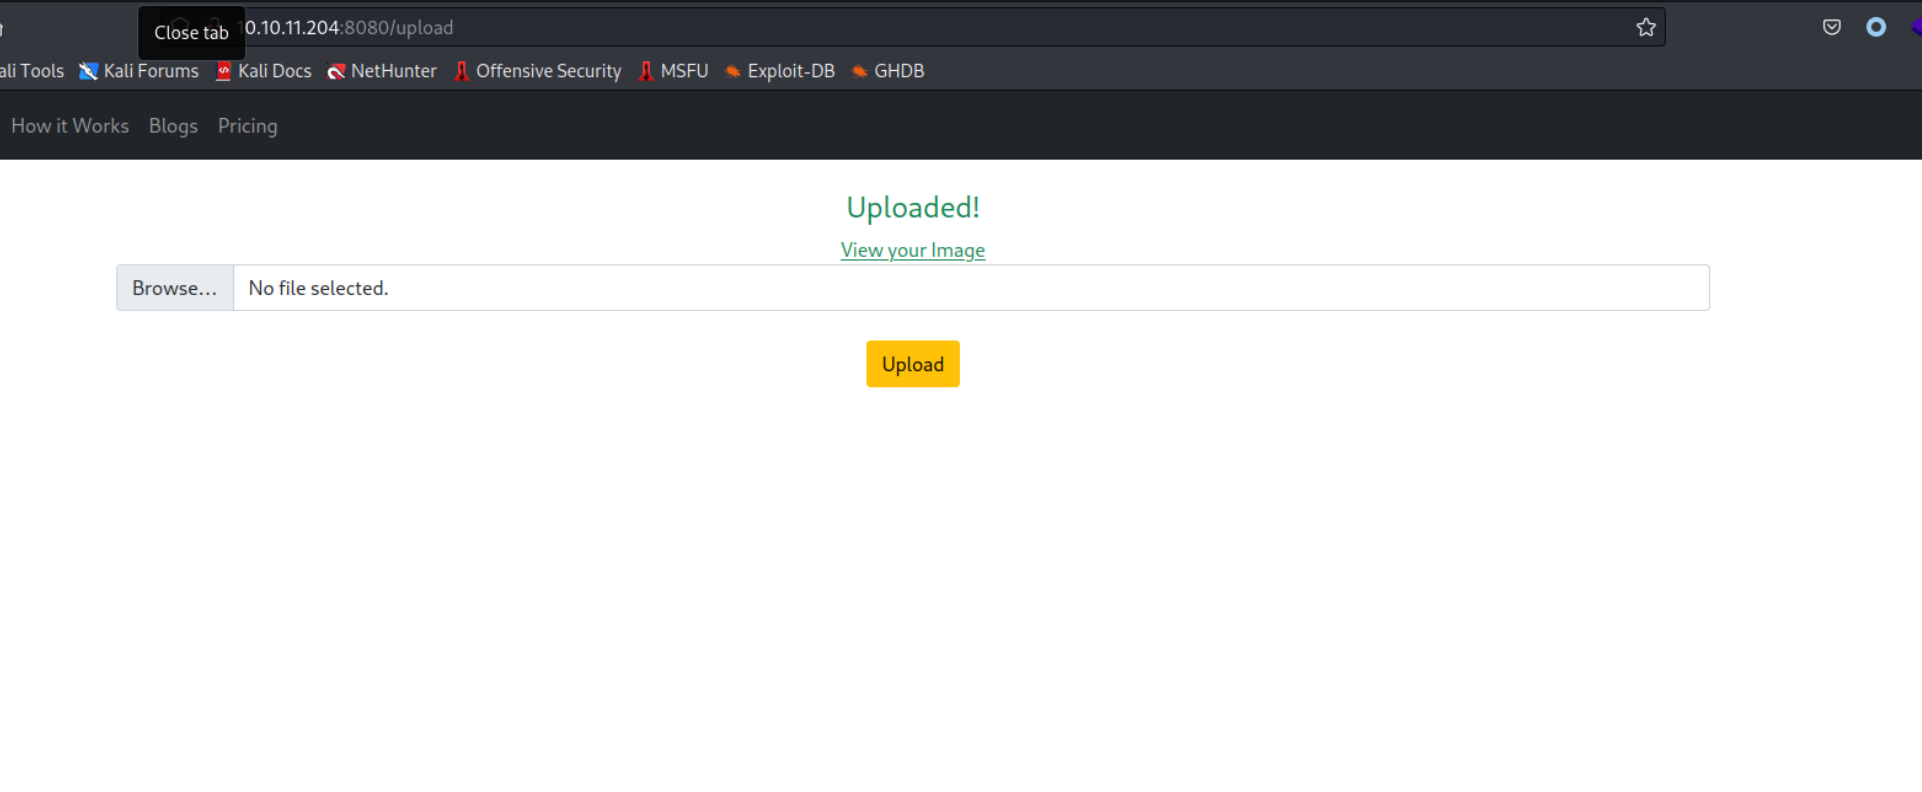 Close tab
10.10.11.204:8080/upload
ali Tools Kali Forums Kali Docs NetHunter Offensive Security MSFU Exploit-DB GHDB
How it Works Blogs Pricing
Uploaded!
View your Image
Browse... No file selected.
Upload